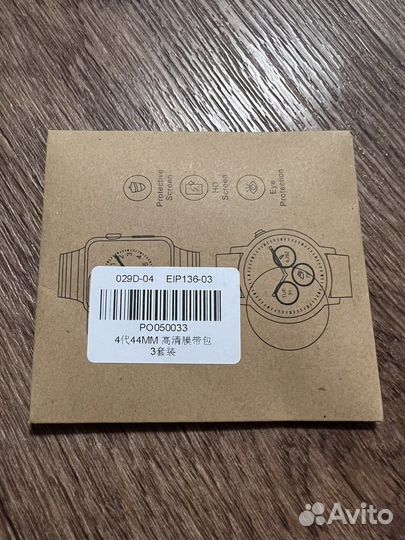 Protective
Screen
HD
Screen
Eye
Protection
029D-04 EIP136-03
PO050033
4代44MM 高清膜带包
3套装
Avito